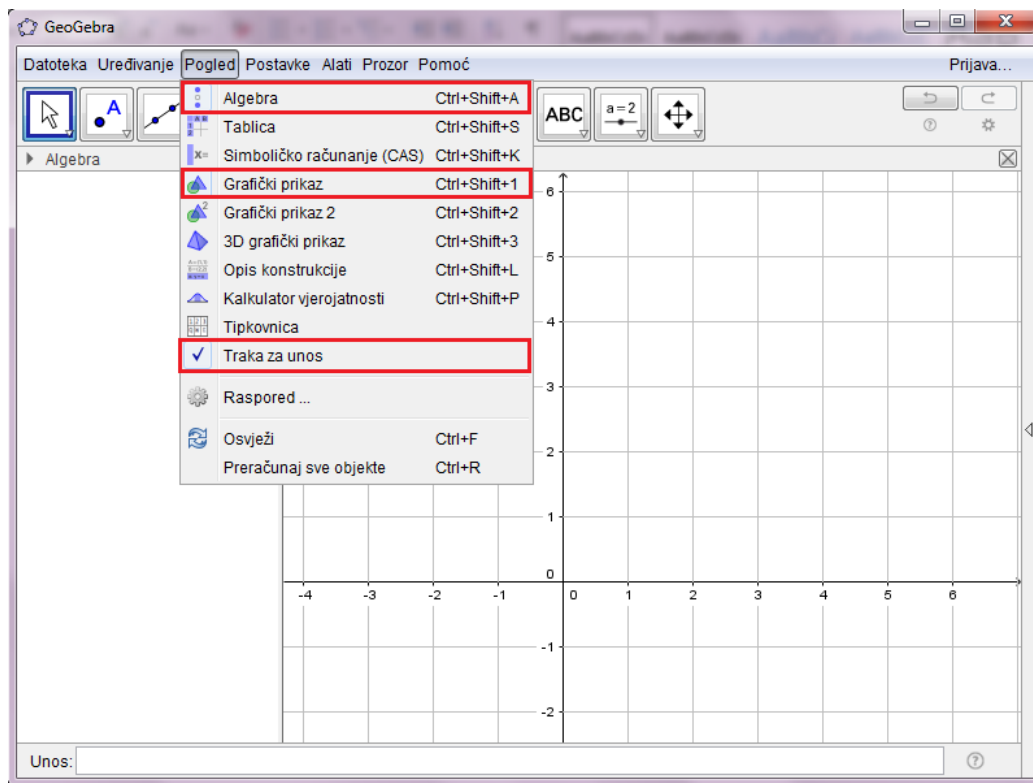 GeoGebra
Datoteka Uređivanje Pogled Postavke Alati Prozor Pomoć Prijava...
A ABC a=2
Algebra
Algebra Ctrl+Shift+A
Tablica Ctrl+Shift+S
x= Simboličko računanje (CAS) Ctrl+Shift+K
Grafički prikaz Ctrl+Shift+1
2 Grafički prikaz 2 Ctrl+Shift+2
3D grafički prikaz Ctrl+Shift+3
Opis konstrukcije Ctrl+Shift+L
Kalkulator vjerojatnosti Ctrl+Shift+P
Tipkovnica
Traka za unos
Raspored ...
Osvježi Ctrl+F
Preračunaj sve objekte Ctrl+R
6
5
4
3
2
1
0
-4 -3 -2 -1 0 1 2 3 4 5 6
-1
-2
Unos: